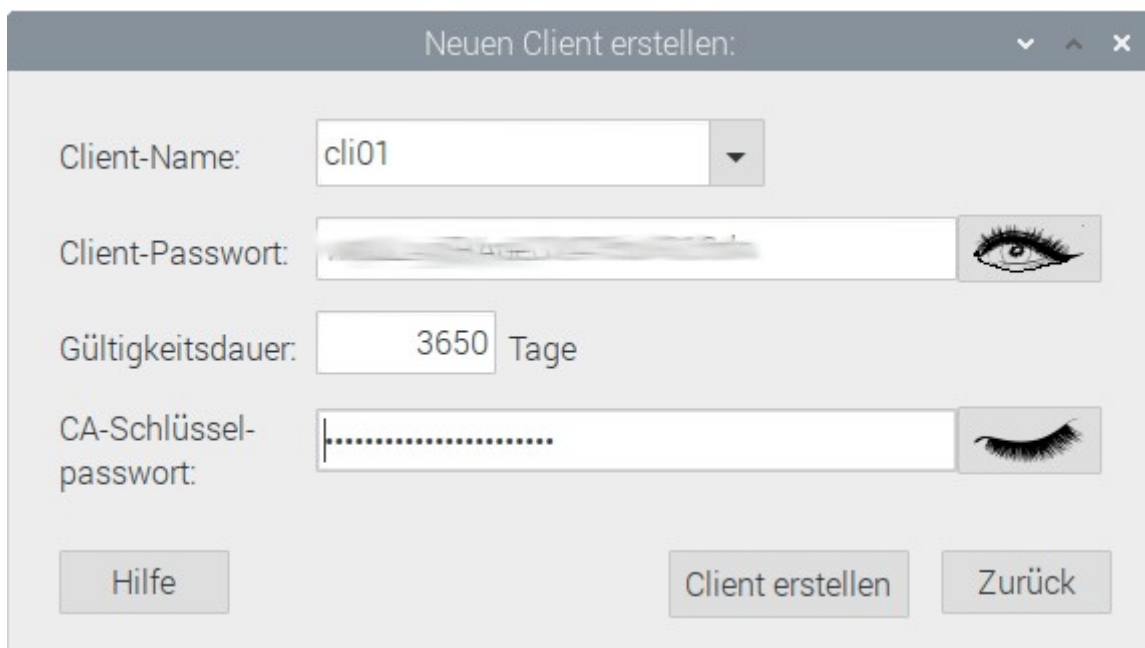 Neuen Client erstellen:
Client-Name: cli01
Client-Passwort:
Gültigkeitsdauer: 3650 Tage
CA-Schlüssel-
passwort: •••••••••••••••••••••••
Hilfe Client erstellen Zurück